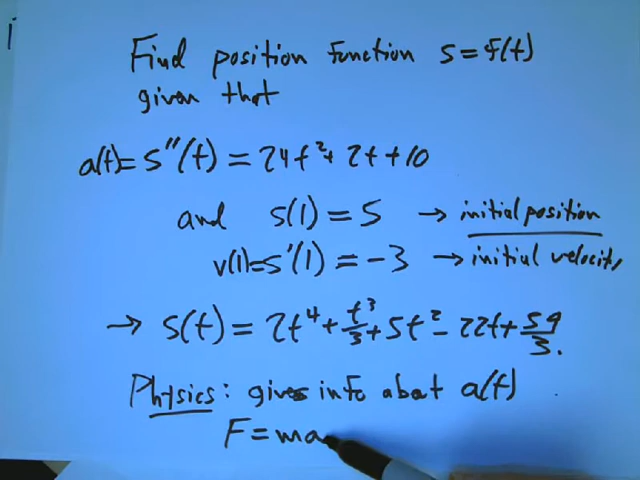 Find position function s = f(t)
given that
a(t) = s''(t) = 24t² + 2t + 10
and s(1) = 5 → initial position
v(1) = s'(1) = -3 → initial velocity
→ s(t) = 2t⁴ + t³/3 + 5t² - 22t + 59/3.
Physics: gives info about a(t)
F = ma